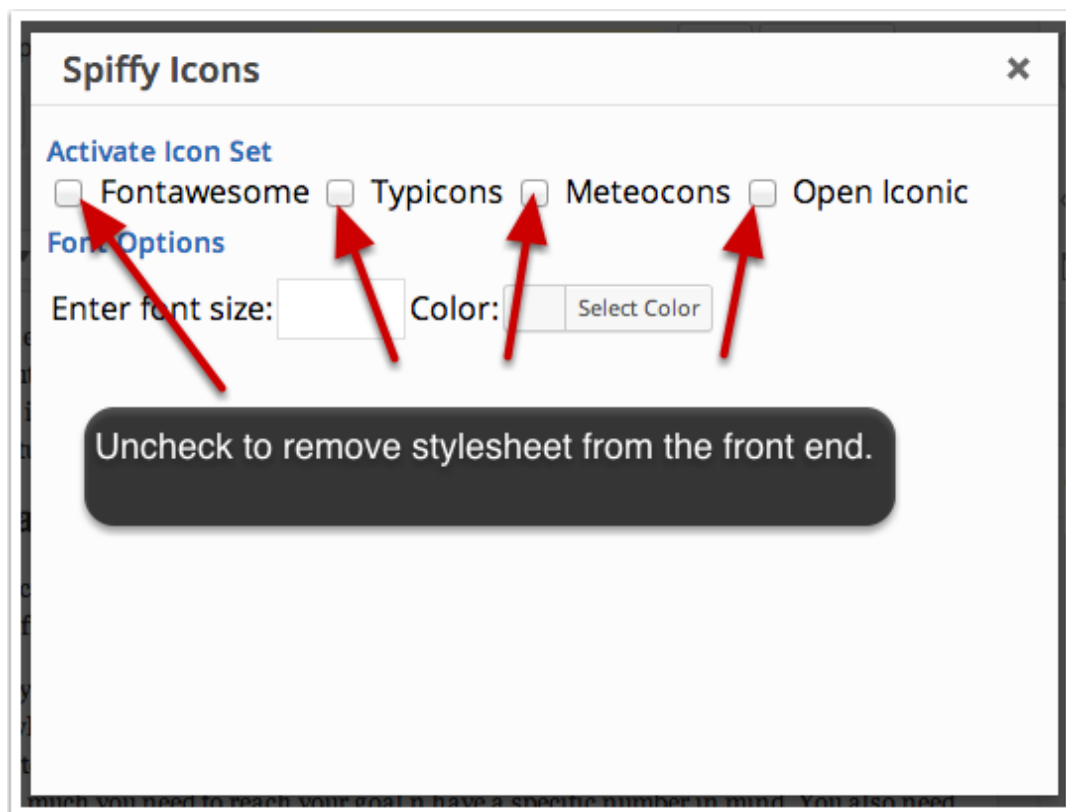 Spiffy Icons ×
Activate Icon Set
Fontawesome Typicons Meteocons Open Iconic
Font Options
Enter font size: Color: Select Color
Uncheck to remove stylesheet from the front end.
much you need to reach your goal n have a specific number in mind. You also need